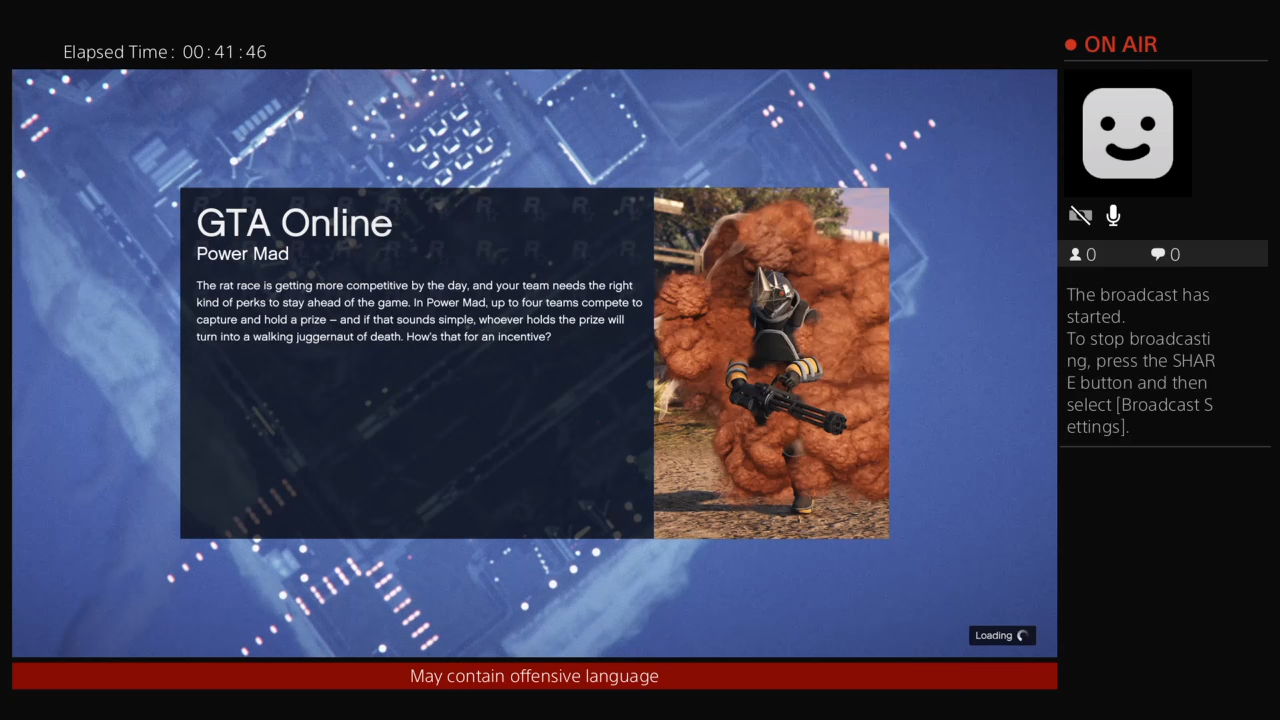 Elapsed Time: 00:41:46
ON AIR
GTA Online
Power Mad
The rat race is getting more competitive by the day, and your team needs the right
kind of perks to stay ahead of the game. In Power Mad, up to four teams compete to
capture and hold a prize – and if that sounds simple, whoever holds the prize will
turn into a walking juggernaut of death. How's that for an incentive?
0
0
The broadcast has
started.
To stop broadcasti
ng, press the SHAR
E button and then
select [Broadcast S
ettings].
Loading
May contain offensive language